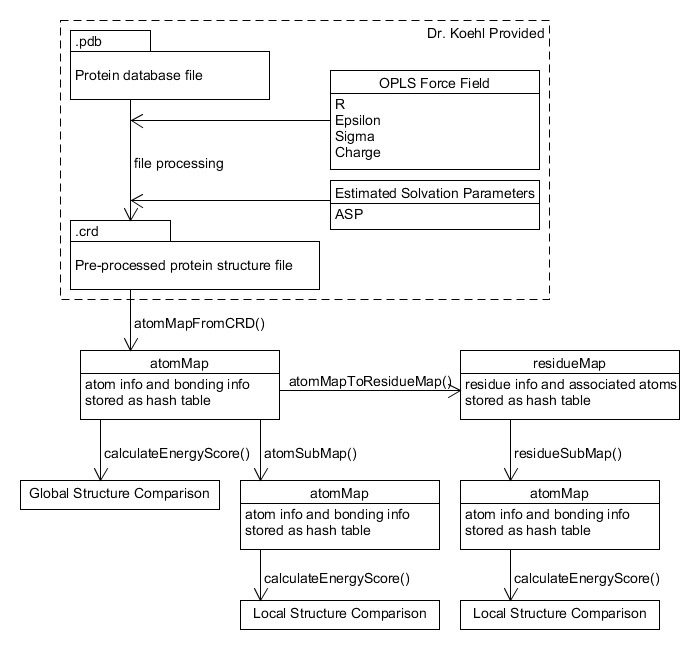 Dr. Koehl Provided
.pdb
Protein database file
OPLS Force Field
R
Epsilon
Sigma
Charge
file processing
Estimated Solvation Parameters
ASP
.crd
Pre-processed protein structure file
atomMapFromCRD()
atomMap
atom info and bonding info
stored as hash table
atomMapToResidueMap()
residueMap
residue info and associated atoms
stored as hash table
calculateEnergyScore()
atomSubMap()
residueSubMap()
Global Structure Comparison
atomMap
atom info and bonding info
stored as hash table
atomMap
atom info and bonding info
stored as hash table
calculateEnergyScore()
calculateEnergyScore()
Local Structure Comparison
Local Structure Comparison